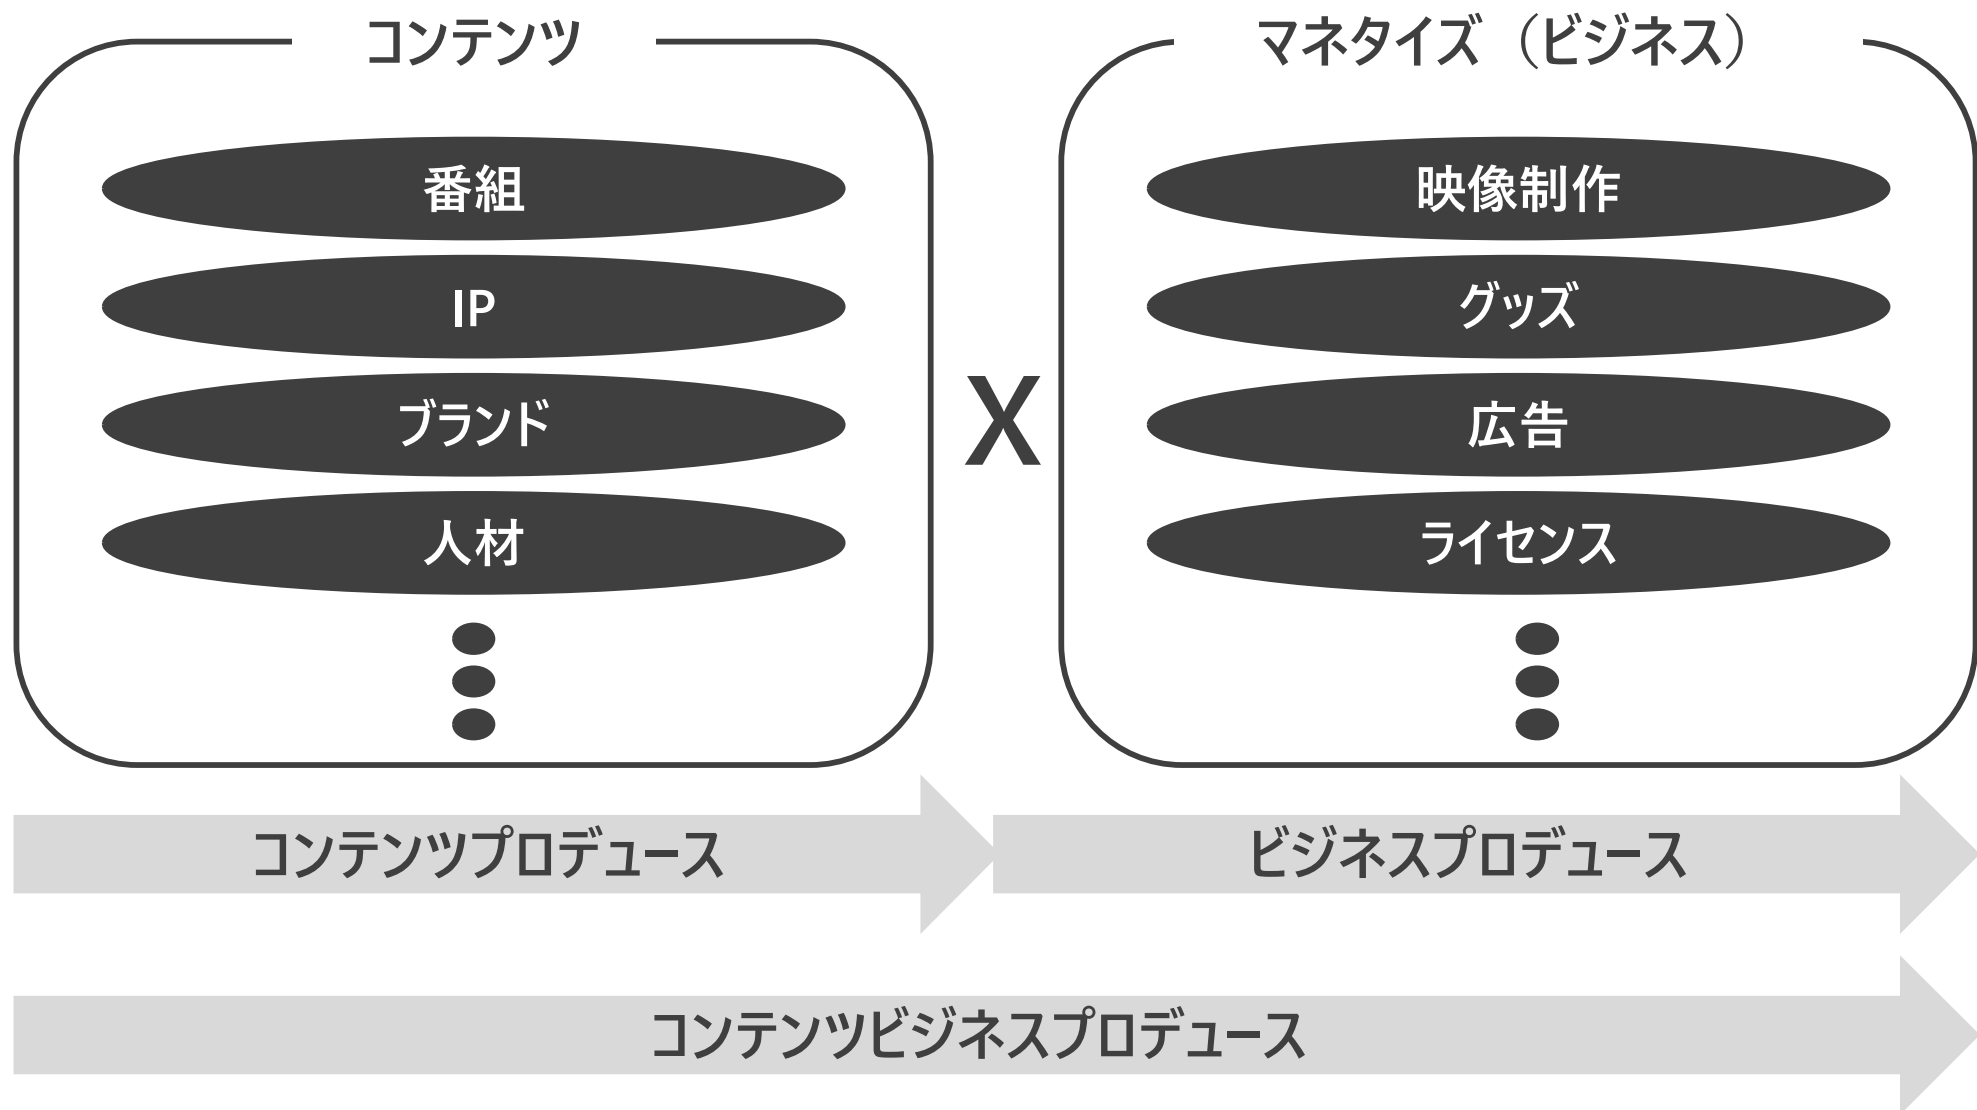 コンテンツ
番組
IP
ブランド
人材
X
マネタイズ（ビジネス）
映像制作
グッズ
広告
ライセンス
コンテンツプロデュース
ビジネスプロデュース
コンテンツビジネスプロデュース